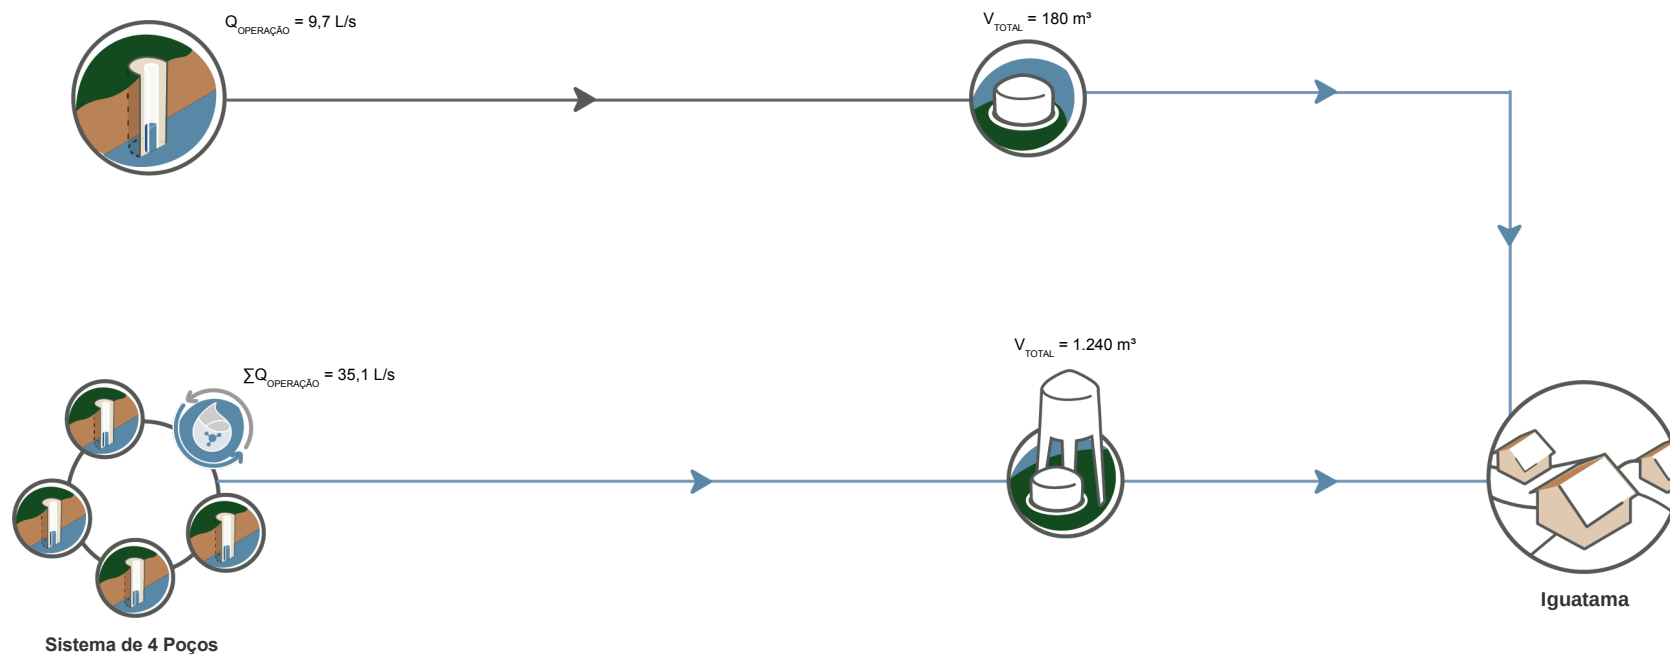 Q OPERAÇÃO = 9,7 L/s
V TOTAL = 180 m³
V TOTAL = 1.240 m³
∑Q OPERAÇÃO = 35,1 L/s
Iguatama
Sistema de 4 Poços